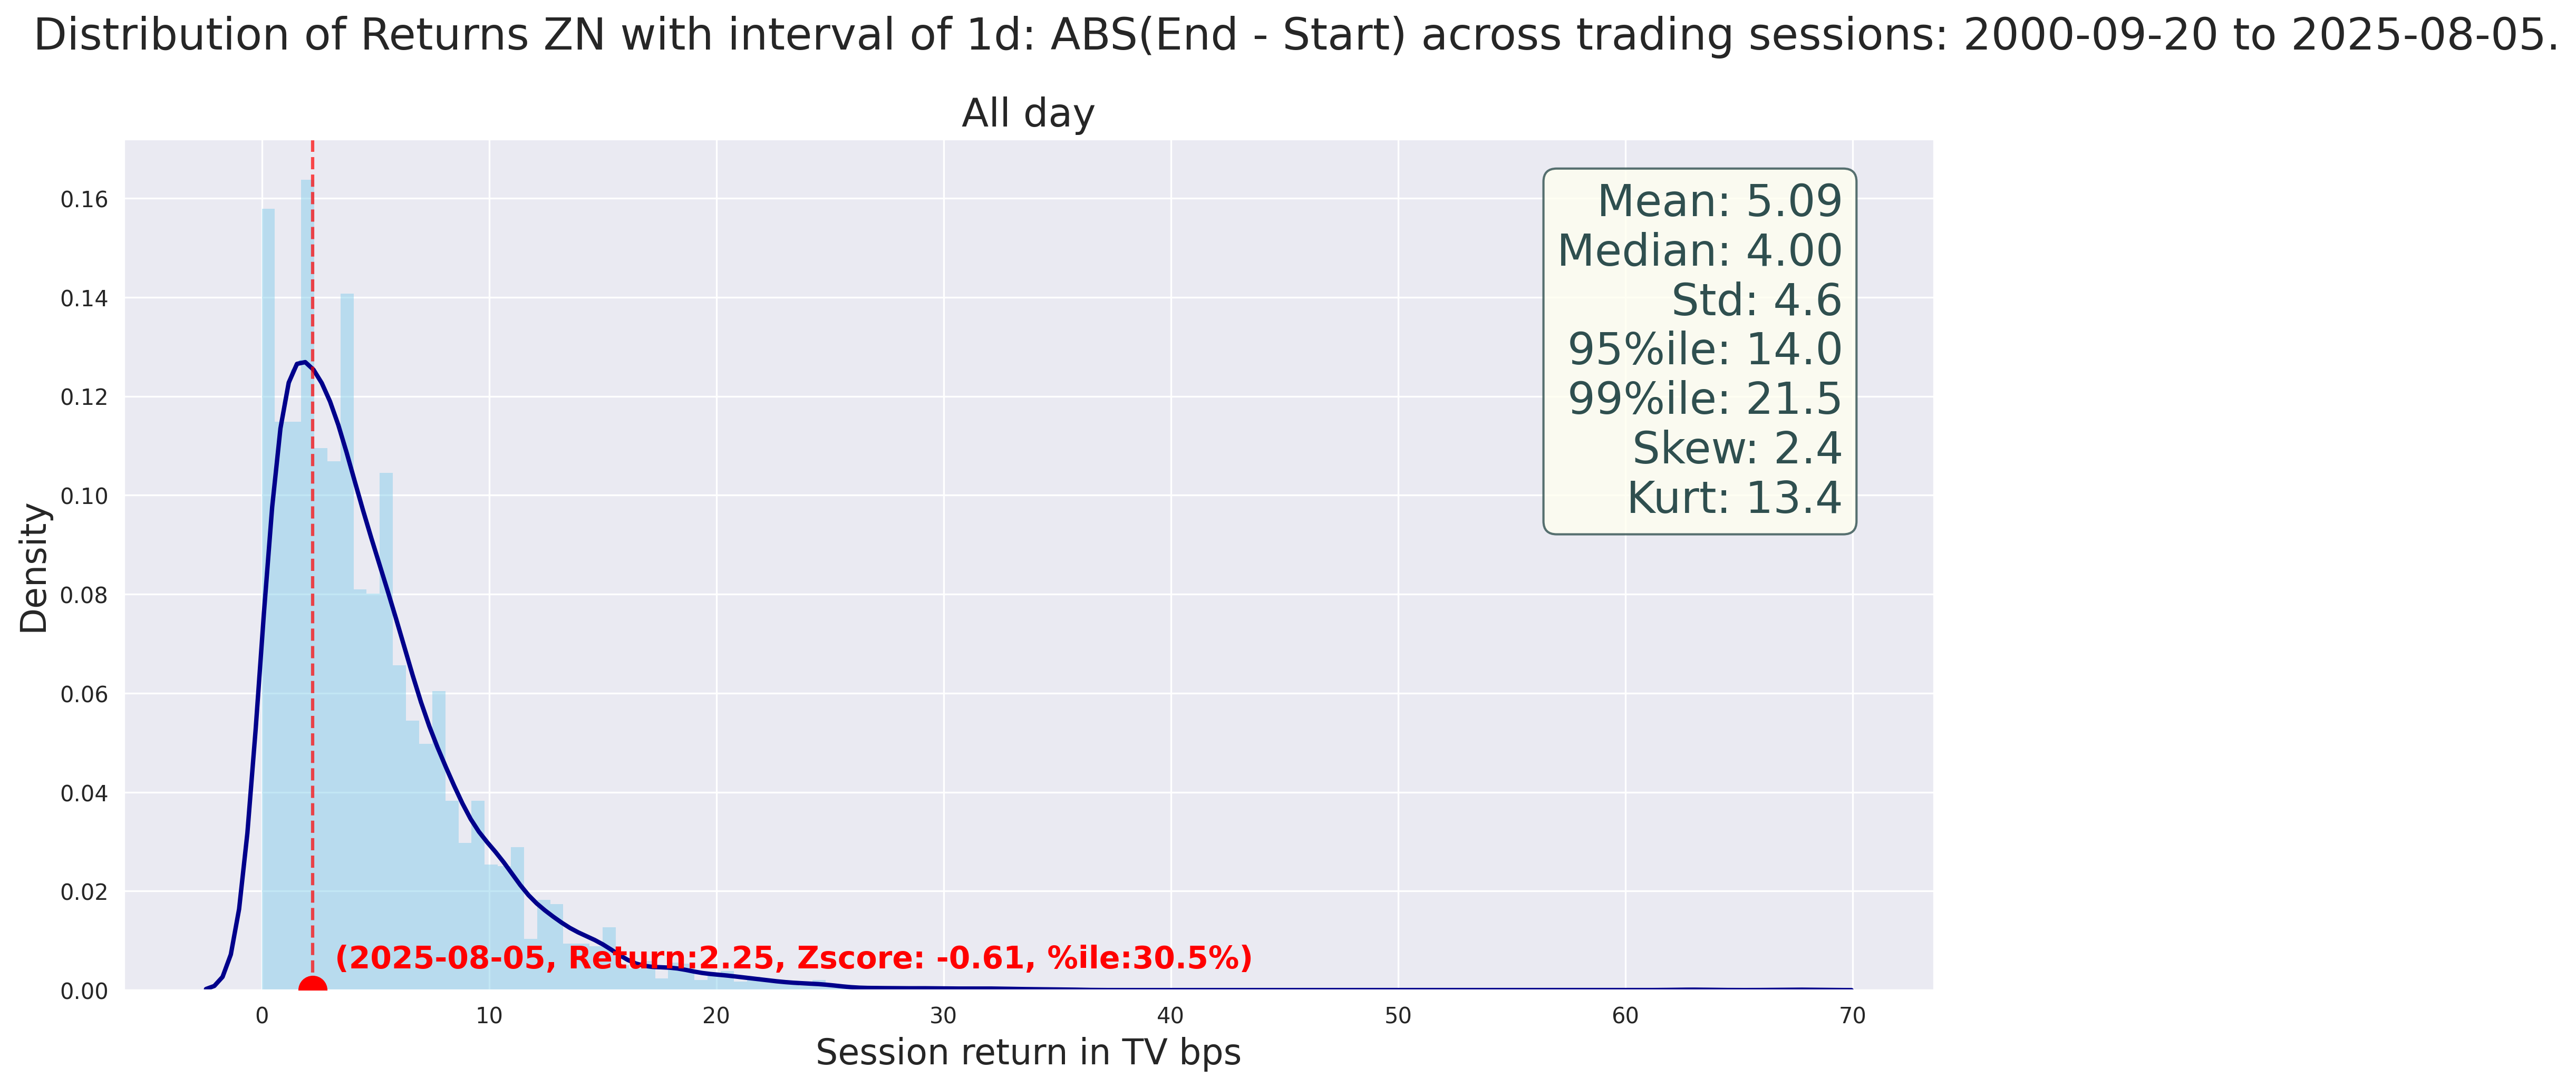 Distribution of Returns ZN with interval of 1d: ABS(End - Start) across trading sessions: 2000-09-20 to 2025-08-05.
All day
Mean: 5.09
Median: 4.00
Std: 4.6
95%ile: 14.0
99%ile: 21.5
Skew: 2.4
Kurt: 13.4
Density
0.16
0.14
0.12
0.10
0.08
0.06
0.04
0.02
0.00
(2025-08-05, Return:2.25, Zscore: -0.61, %ile:30.5%)
0 10 20 30 40 50 60 70
Session return in TV bps